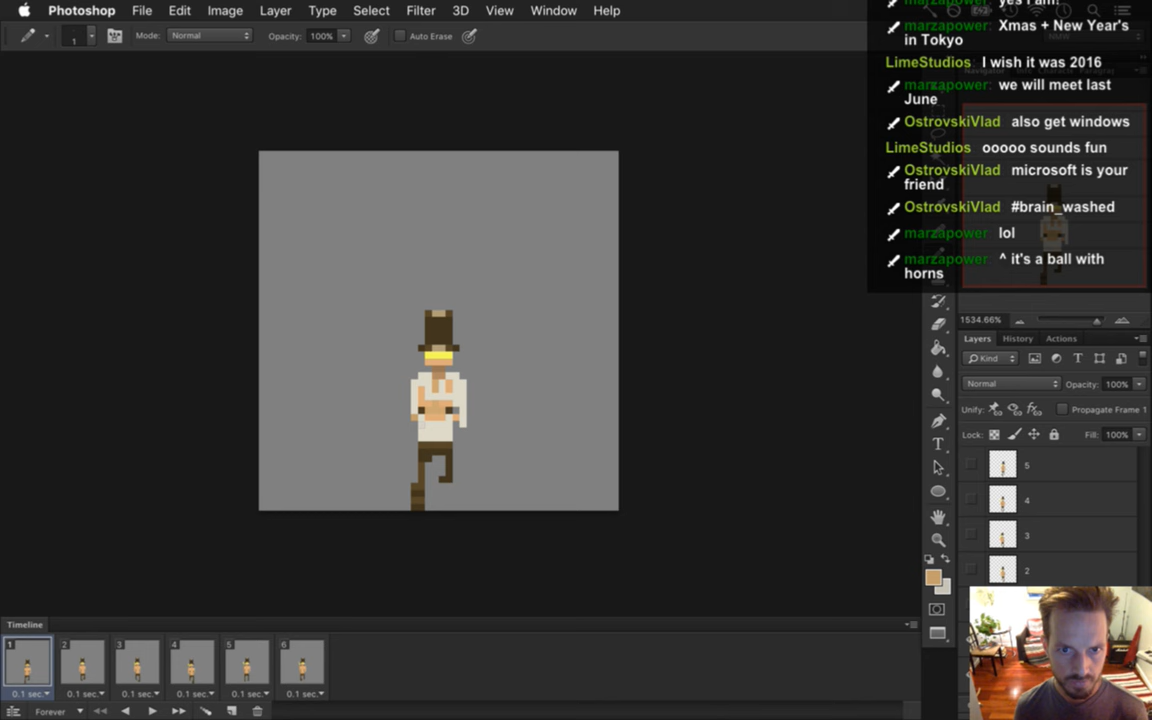 Photoshop File Edit Image Layer Type Select Filter 3D View Window Help
1 Mode: Normal Opacity: 100% Auto Erase
marzapower: yes I am!
marzapower: Xmas + New Year's
in Tokyo
LimeStudios I wish it was 2016
marzapower: we will meet last
June
OstrovskiVlad also get windows
LimeStudios ooooo sounds fun
OstrovskiVlad microsoft is your
friend
OstrovskiVlad #brain_washed
marzapower: lol
marzapower: ^ it's a ball with
horns
1534.66%
Layers History Actions
Kind
Normal Opacity: 100%
Unify: Propagate Frame 1
Lock: Fill: 100%
5
4
3
2
Timeline
1 2 3 4 5 6
0.1 sec. 0.1 sec. 0.1 sec. 0.1 sec. 0.1 sec. 0.1 sec.
Forever